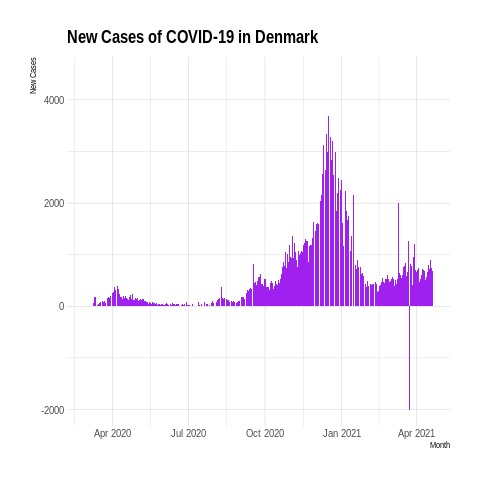 New Cases of COVID-19 in Denmark
New Cases
4000
2000
0
-2000
Apr 2020
Jul 2020
Oct 2020
Jan 2021
Apr 2021
Month